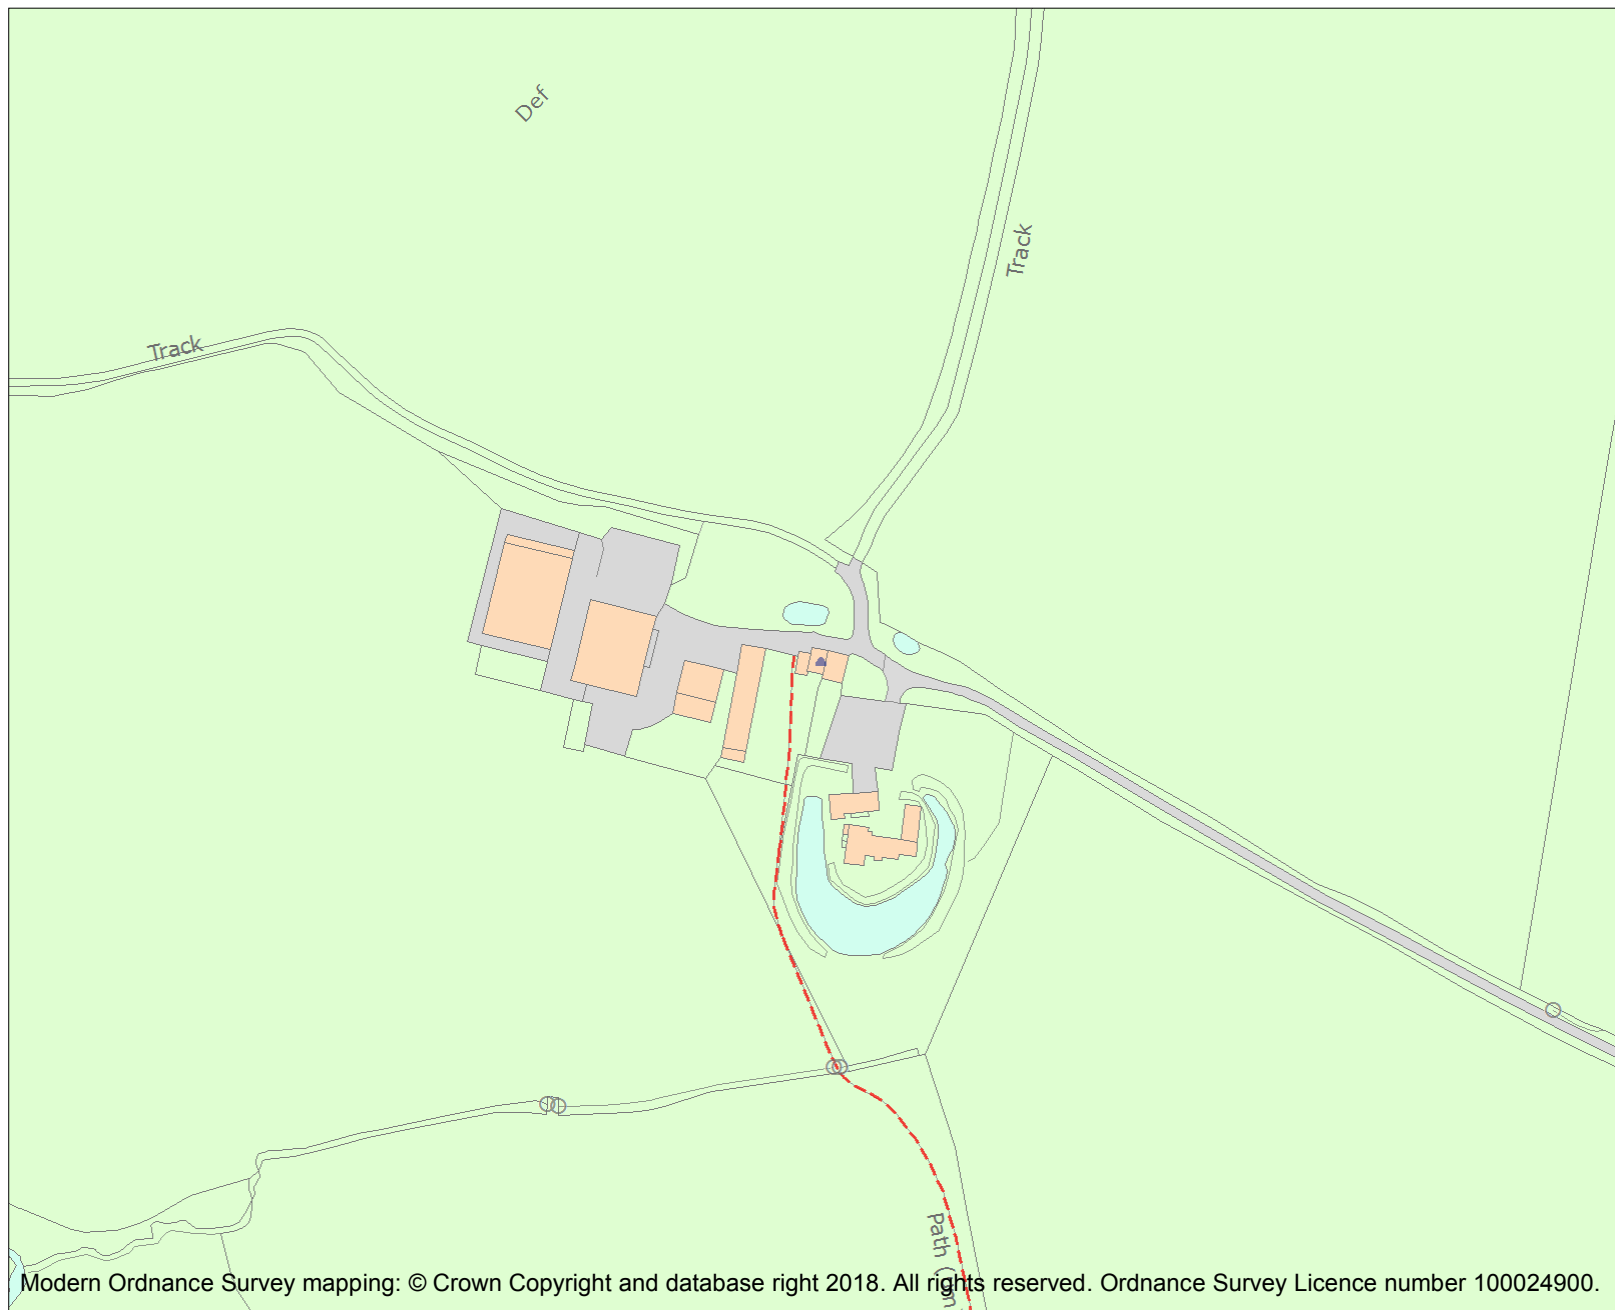 Def
Track
Track
Path (um
Modern Ordnance Survey mapping: © Crown Copyright and database right 2018. All rights reserved. Ordnance Survey Licence number 100024900.